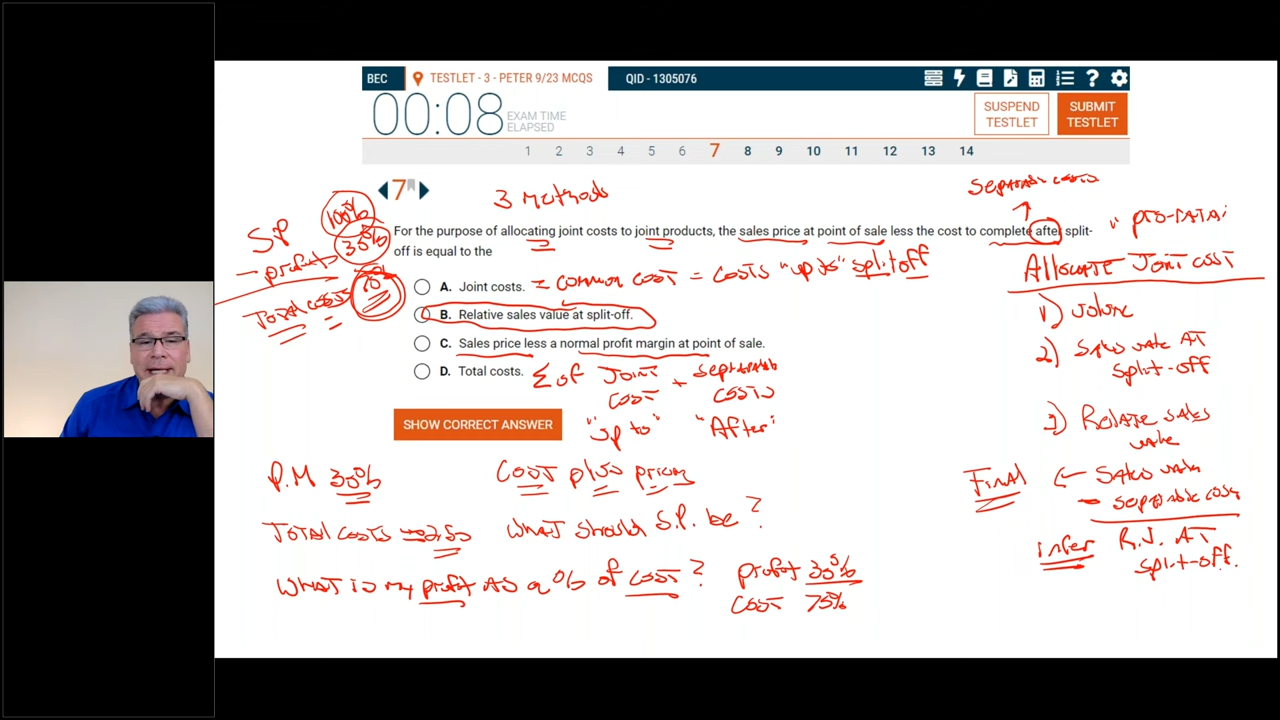 BEC TESTLET - 3 - PETER 9/23 MCQS QID - 1305076
00:08 EXAM TIME ELAPSED
SUSPEND TESTLET
SUBMIT TESTLET
1 2 3 4 5 6 7 8 9 10 11 12 13 14
7
3 Methods
separable costs
"pro-rata"
For the purpose of allocating joint costs to joint products, the sales price at point of sale less the cost to complete after split-
off is equal to the
A. Joint costs. = common cost = costs "up to" split off
B. Relative sales value at split-off.
C. Sales price less a normal profit margin at point of sale.
D. Total costs. Σ of Joint cost + separable costs
"up to" "After"
SHOW CORRECT ANSWER
S.P 100%
- profit 30%
Total costs 70%
Allocate Joint cost
1) Volume
2) Sales value AT
split-off
3) Relative sales
value
Final ← Sales value
- separable costs
infer R.V. AT
split-off.
P.M 30%
Cost plus pricing
Total costs
What should S.P. be?
What is my profit as a % of cost?
profit 30%
cost 70%